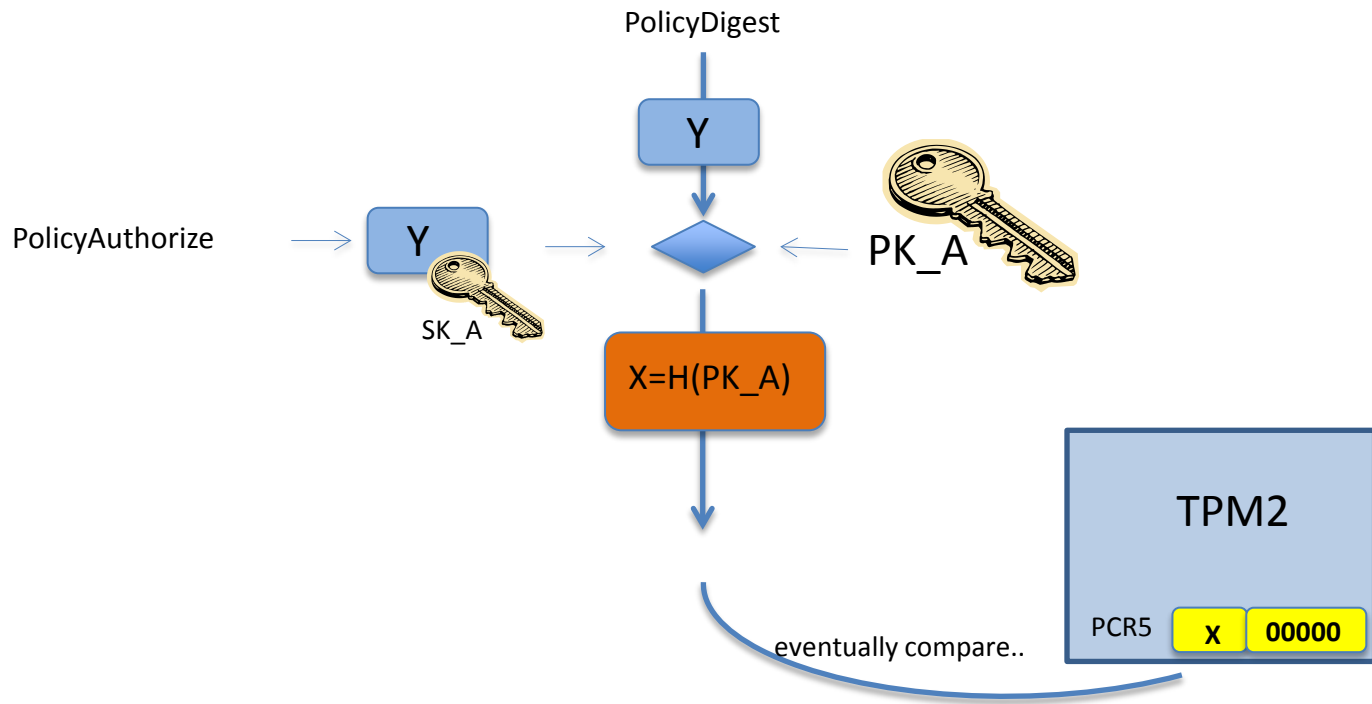 PolicyDigest
Y
PolicyAuthorize
Y
SK_A
PK_A
X=H(PK_A)
TPM2
PCR5
X
00000
eventually compare..